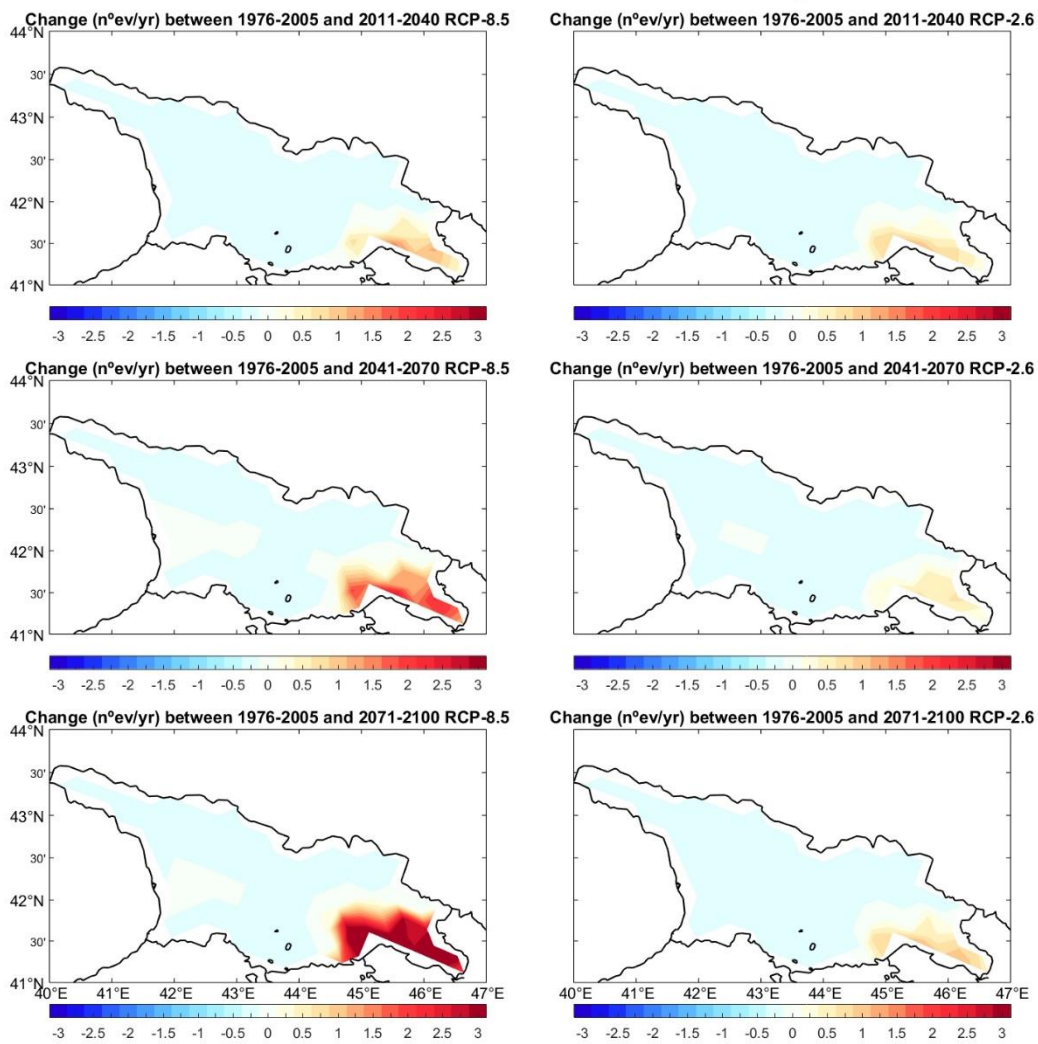 Change (nºev/yr) between 1976-2005 and 2011-2040 RCP-8.5
44°N
30'
43°N
30'
42°N
30'
41°N
-3 -2.5 -2 -1.5 -1 -0.5 0 0.5 1 1.5 2 2.5 3
Change (nºev/yr) between 1976-2005 and 2011-2040 RCP-2.6
-3 -2.5 -2 -1.5 -1 -0.5 0 0.5 1 1.5 2 2.5 3
Change (nºev/yr) between 1976-2005 and 2041-2070 RCP-8.5
44°N
30'
43°N
30'
42°N
30'
41°N
-3 -2.5 -2 -1.5 -1 -0.5 0 0.5 1 1.5 2 2.5 3
Change (nºev/yr) between 1976-2005 and 2041-2070 RCP-2.6
-3 -2.5 -2 -1.5 -1 -0.5 0 0.5 1 1.5 2 2.5 3
Change (nºev/yr) between 1976-2005 and 2071-2100 RCP-8.5
44°N
30'
43°N
30'
42°N
30'
41°N
40°E 41°E 42°E 43°E 44°E 45°E 46°E 47°E
-3 -2.5 -2 -1.5 -1 -0.5 0 0.5 1 1.5 2 2.5 3
Change (nºev/yr) between 1976-2005 and 2071-2100 RCP-2.6
40°E 41°E 42°E 43°E 44°E 45°E 46°E 47°E
-3 -2.5 -2 -1.5 -1 -0.5 0 0.5 1 1.5 2 2.5 3